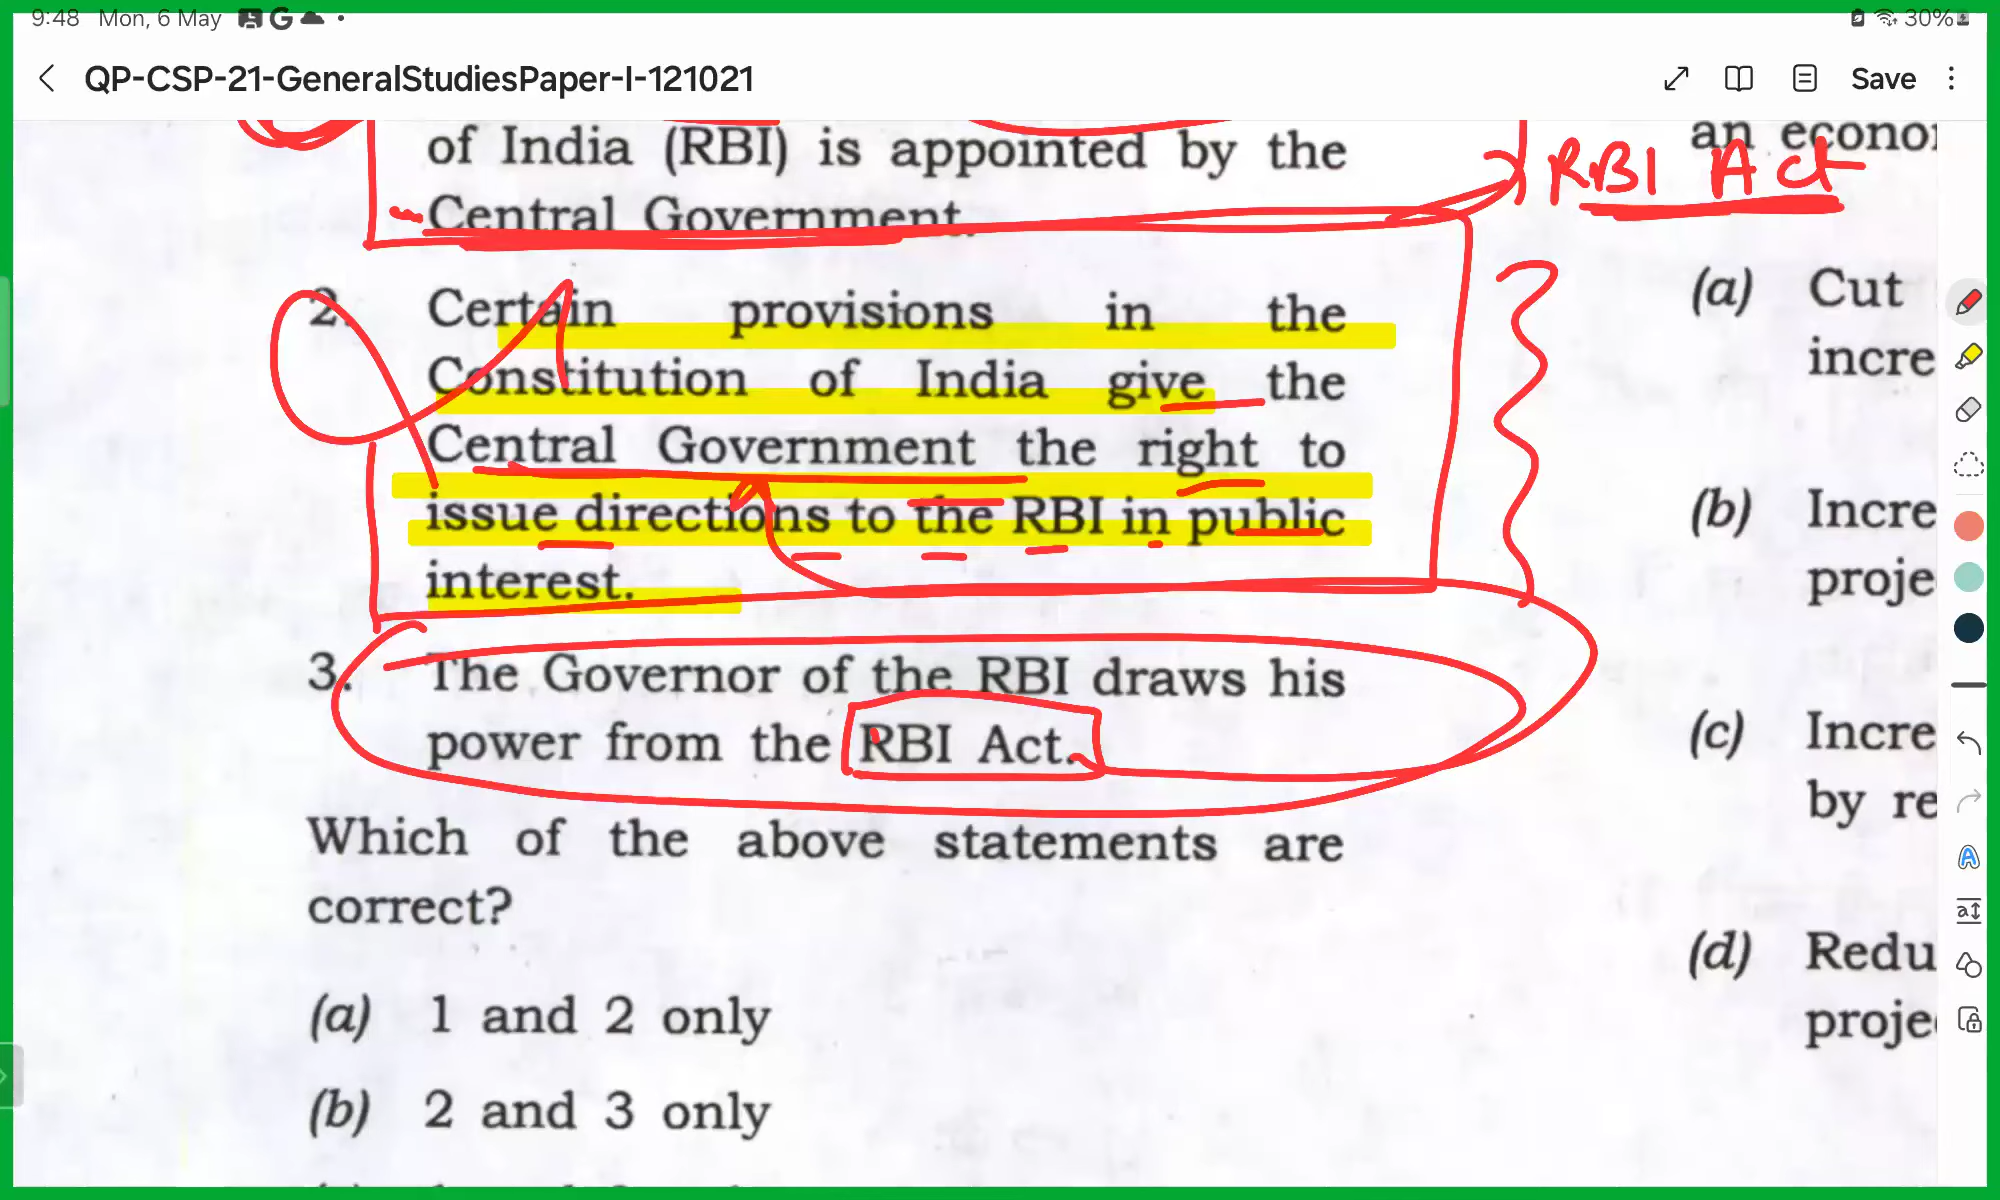 9:48 Mon, 6 May
30%
QP-CSP-21-GeneralStudiesPaper-I-121021
Save
of India (RBI) is appointed by the
Central Government.
RBI Act
2. Certain provisions in the
Constitution of India give the
Central Government the right to
issue directions to the RBI in public
interest.
3. The Governor of the RBI draws his
power from the RBI Act.
Which of the above statements are
correct?
(a) 1 and 2 only
(b) 2 and 3 only
an econo
(a) Cut
incre
(b) Incre
proje
(c) Incre
by re
(d) Redu
proje